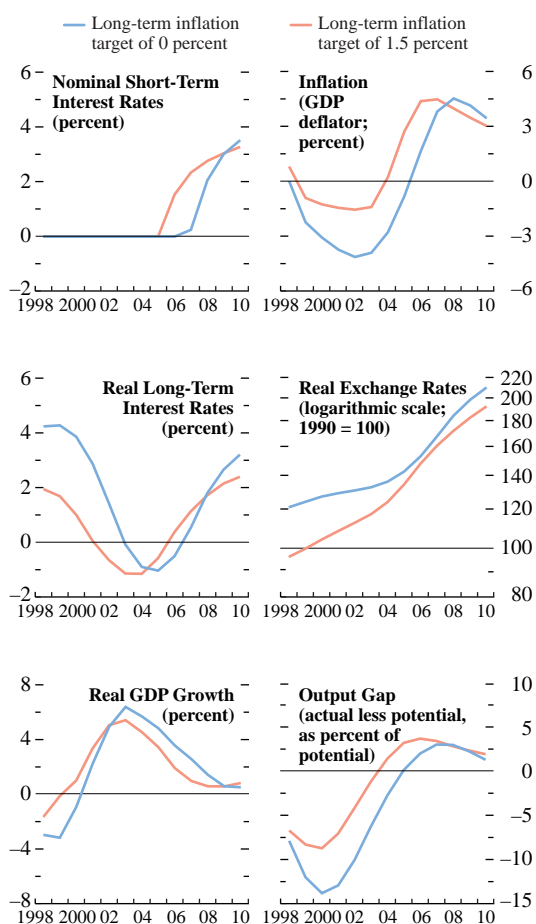 Long-term inflation
target of 0 percent
Long-term inflation
target of 1.5 percent
Nominal Short-Term
Interest Rates
(percent)
6
4
2
0
–2
1998 2000 02 04 06 08 10
Inflation
(GDP
deflator;
percent)
6
3
0
–3
–6
1998 2000 02 04 06 08 10
Real Long-Term
Interest Rates
(percent)
6
4
2
0
–2
1998 2000 02 04 06 08 10
Real Exchange Rates
(logarithmic scale;
1990 = 100)
220
200
180
160
140
120
100
80
1998 2000 02 04 06 08 10
Real GDP Growth
(percent)
8
4
0
–4
–8
1998 2000 02 04 06 08 10
Output Gap
(actual less potential,
as percent of
potential)
10
5
0
–5
–10
–15
1998 2000 02 04 06 08 10